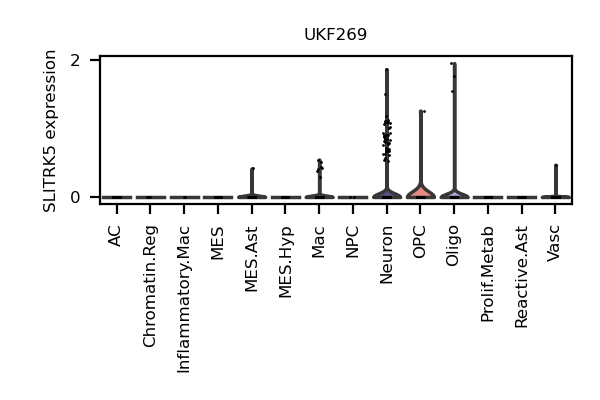 UKF269
SLITRK5 expression
2
0
AC
Chromatin.Reg
Inflammatory.Mac
MES
MES.Ast
MES.Hyp
Mac
NPC
Neuron
OPC
Oligo
Prolif.Metab
Reactive.Ast
Vasc